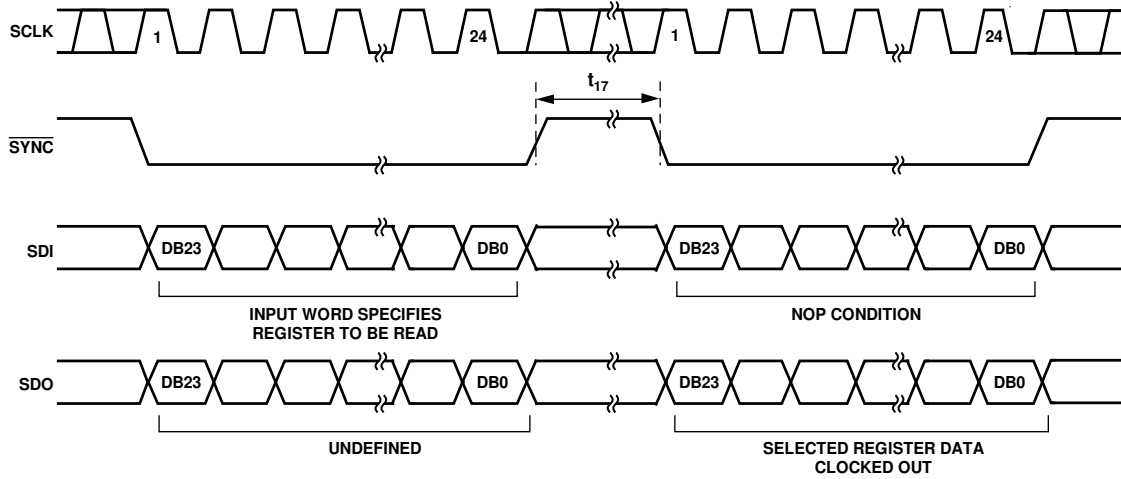 SCLK
1
24
1
24
t17
SYNC
SDI
DB23
DB0
DB23
DB0
INPUT WORD SPECIFIES
REGISTER TO BE READ
NOP CONDITION
SDO
DB23
DB0
DB23
DB0
UNDEFINED
SELECTED REGISTER DATA
CLOCKED OUT